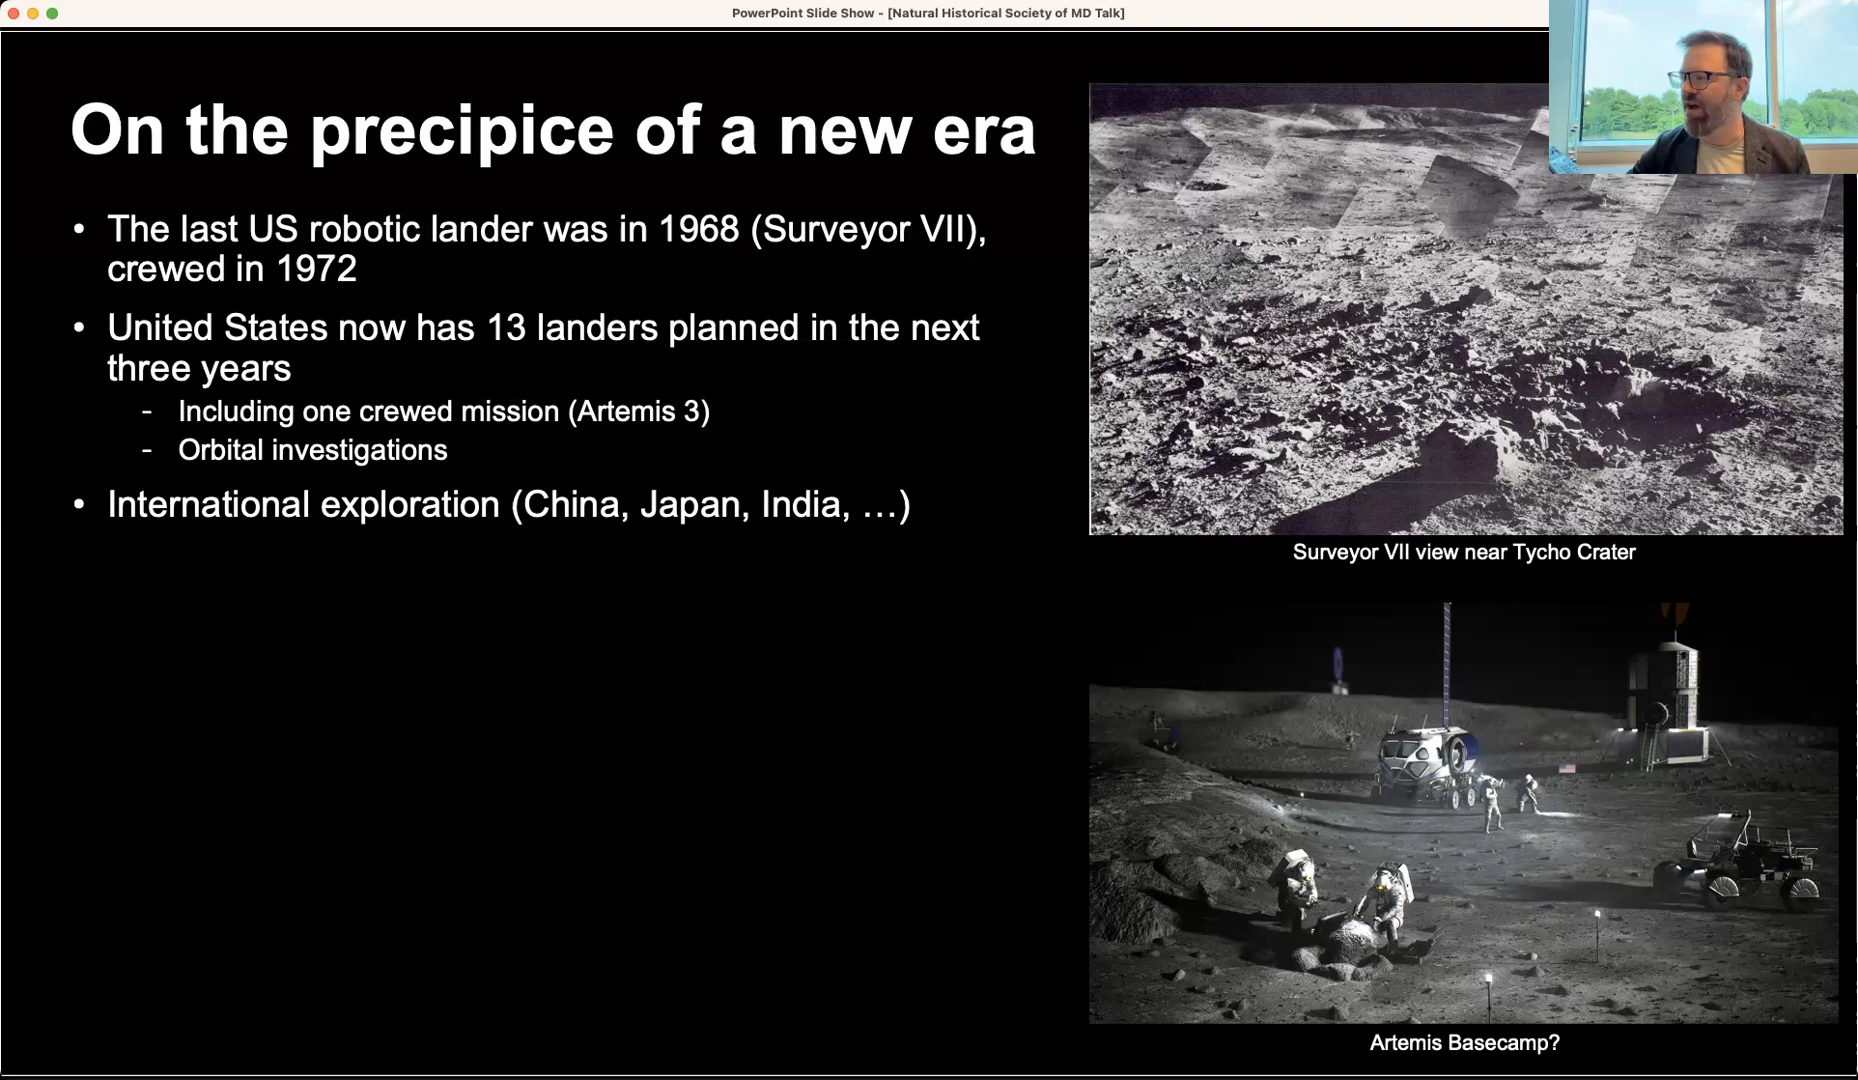 PowerPoint Slide Show - [Natural Historical Society of MD Talk]
On the precipice of a new era
• The last US robotic lander was in 1968 (Surveyor VII),
crewed in 1972
• United States now has 13 landers planned in the next
three years
- Including one crewed mission (Artemis 3)
- Orbital investigations
• International exploration (China, Japan, India, …)
Surveyor VII view near Tycho Crater
Artemis Basecamp?